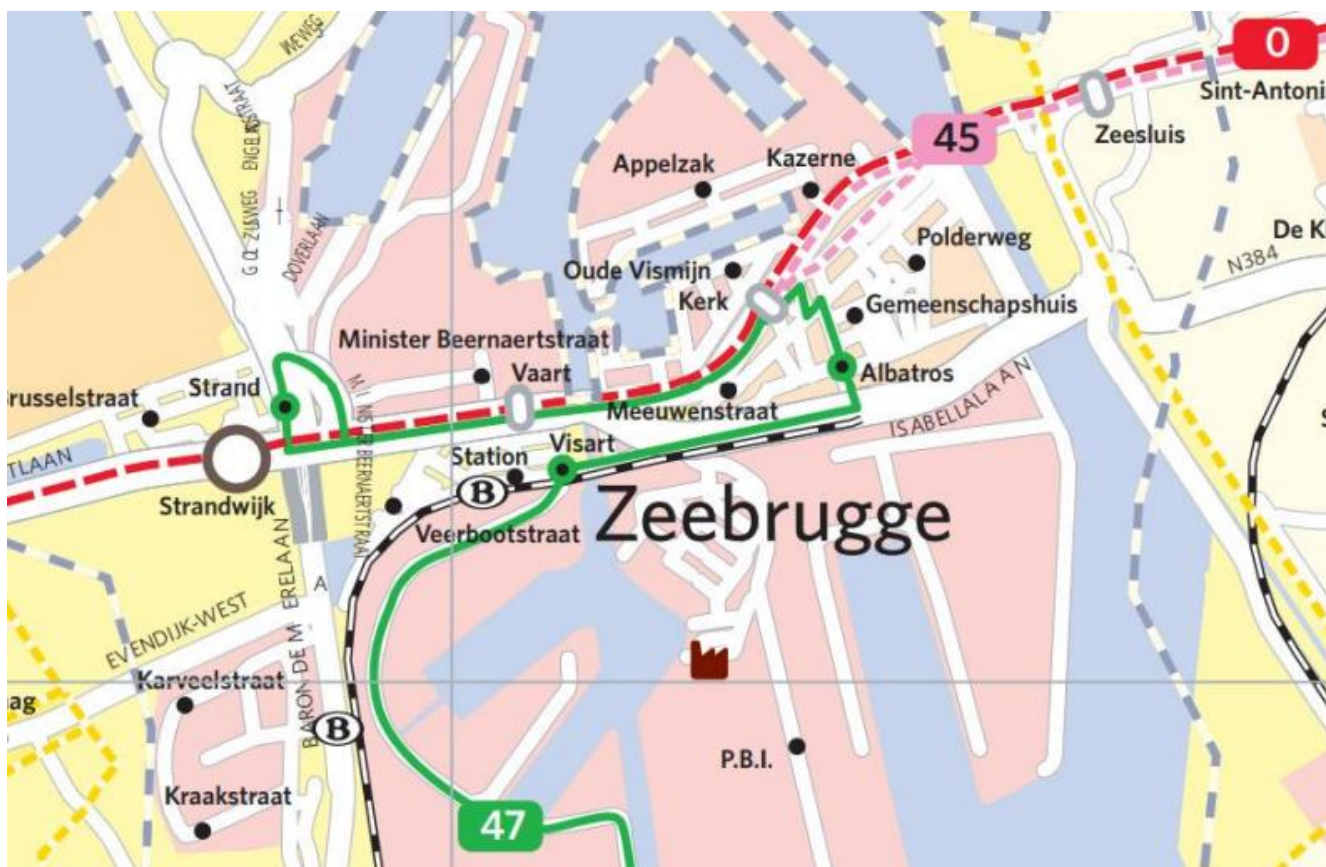 0
Sint-Antoni
45
Zeesluis
Appelzak
Kazerne
Polderweg
De K
N384
Oude Vismijn
Kerk
Gemeenschapshuis
DOVERLAAN
Minister Beernaertstraat
Vaart
Albatros
Strand
russelstraat
Meeuwenstraat
ISABELLALAAN
TLAAN
Station
Visart
B
Strandwijk
Veerbootstraat
Zeebrugge
A
EVENDIJK-WEST
Karveelstraat
ag
B
P.B.I.
Kraakstraat
47